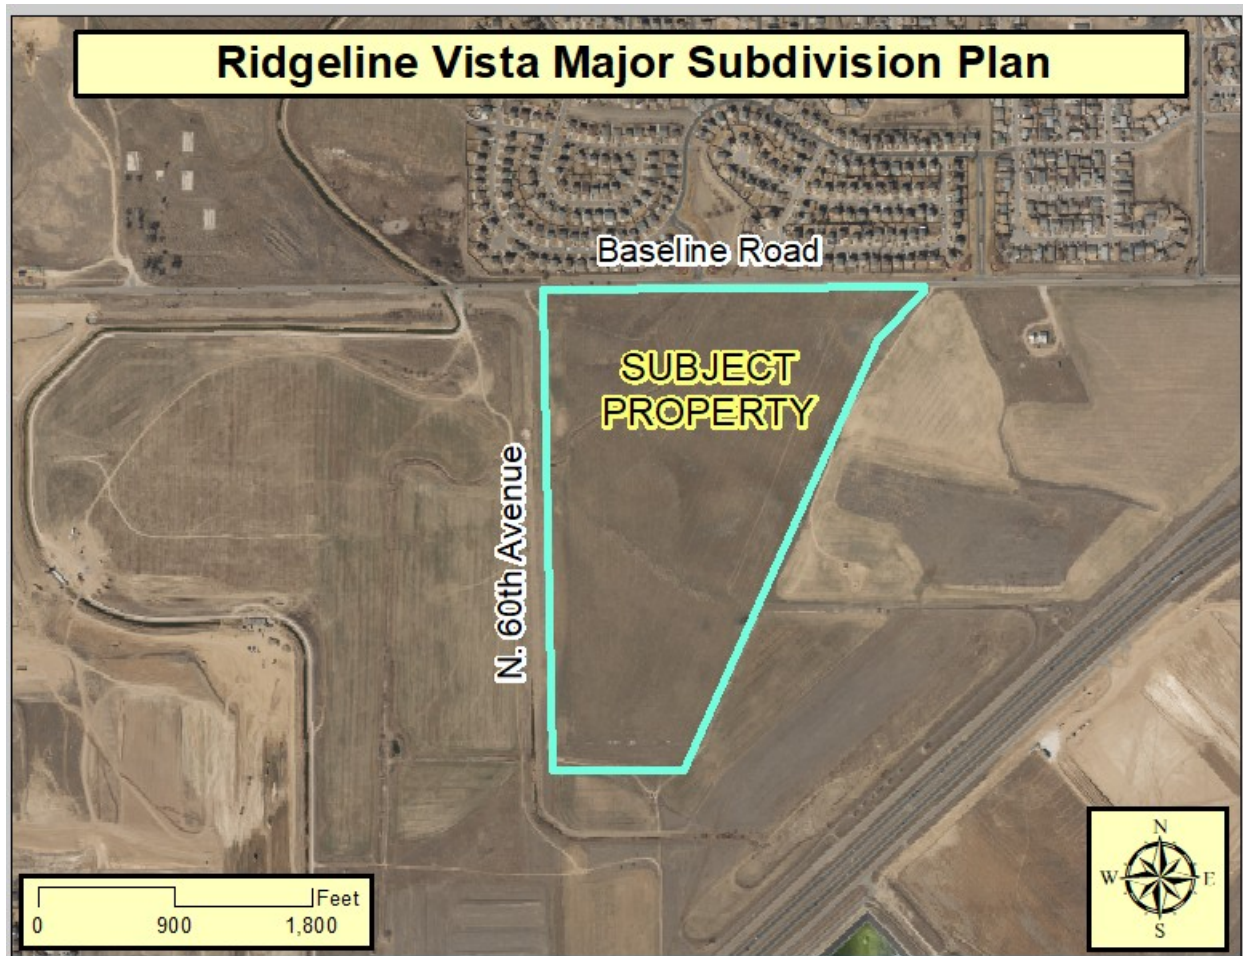 Ridgeline Vista Major Subdivision Plan
Baseline Road
SUBJECT
PROPERTY
N. 60th Avenue
Feet
0 900 1,800
N
W E
S